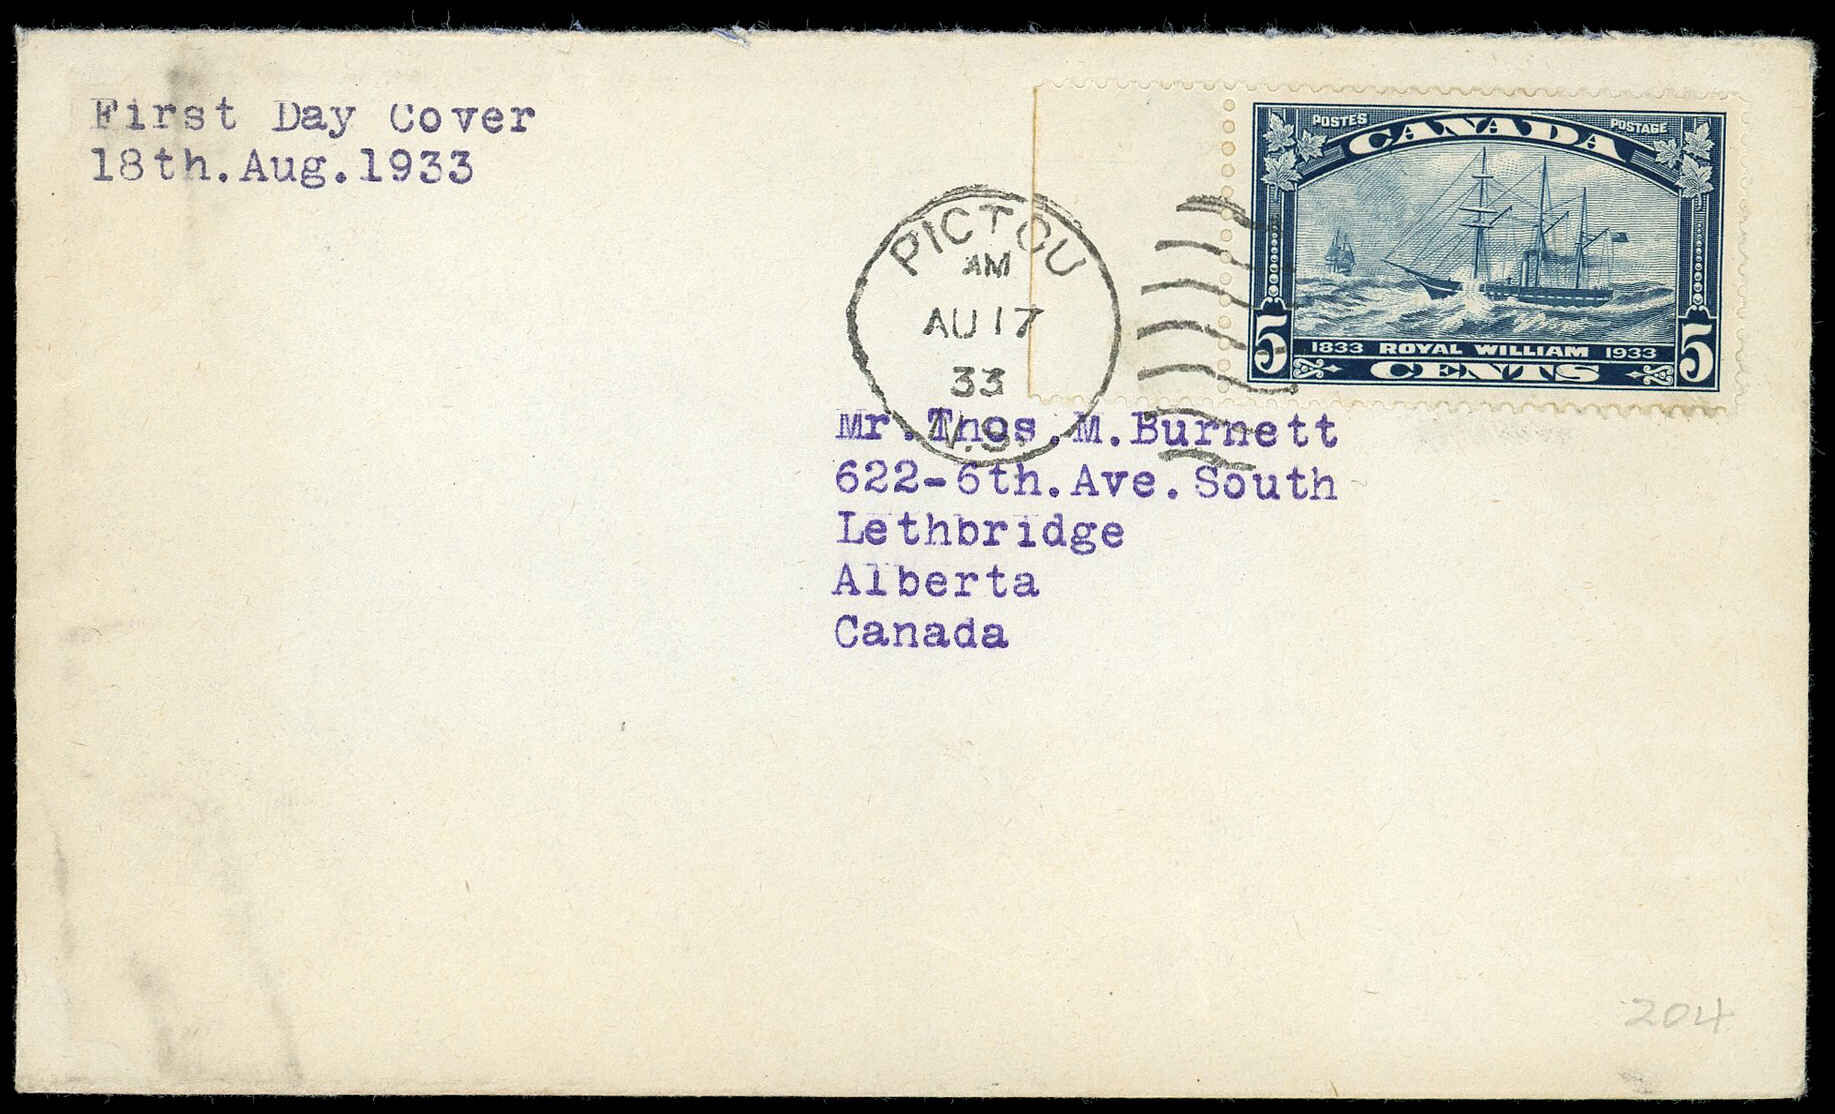 First Day Cover
18th.Aug.1933
POSTES CANADA POSTAGE
5 1833 ROYAL WILLIAM 1933 5
CENTS
PICTOU
AM
AU 17
33
N.S.
Mr.Thos.M.Burnett
622-6th.Ave.South
Lethbridge
Alberta
Canada
204